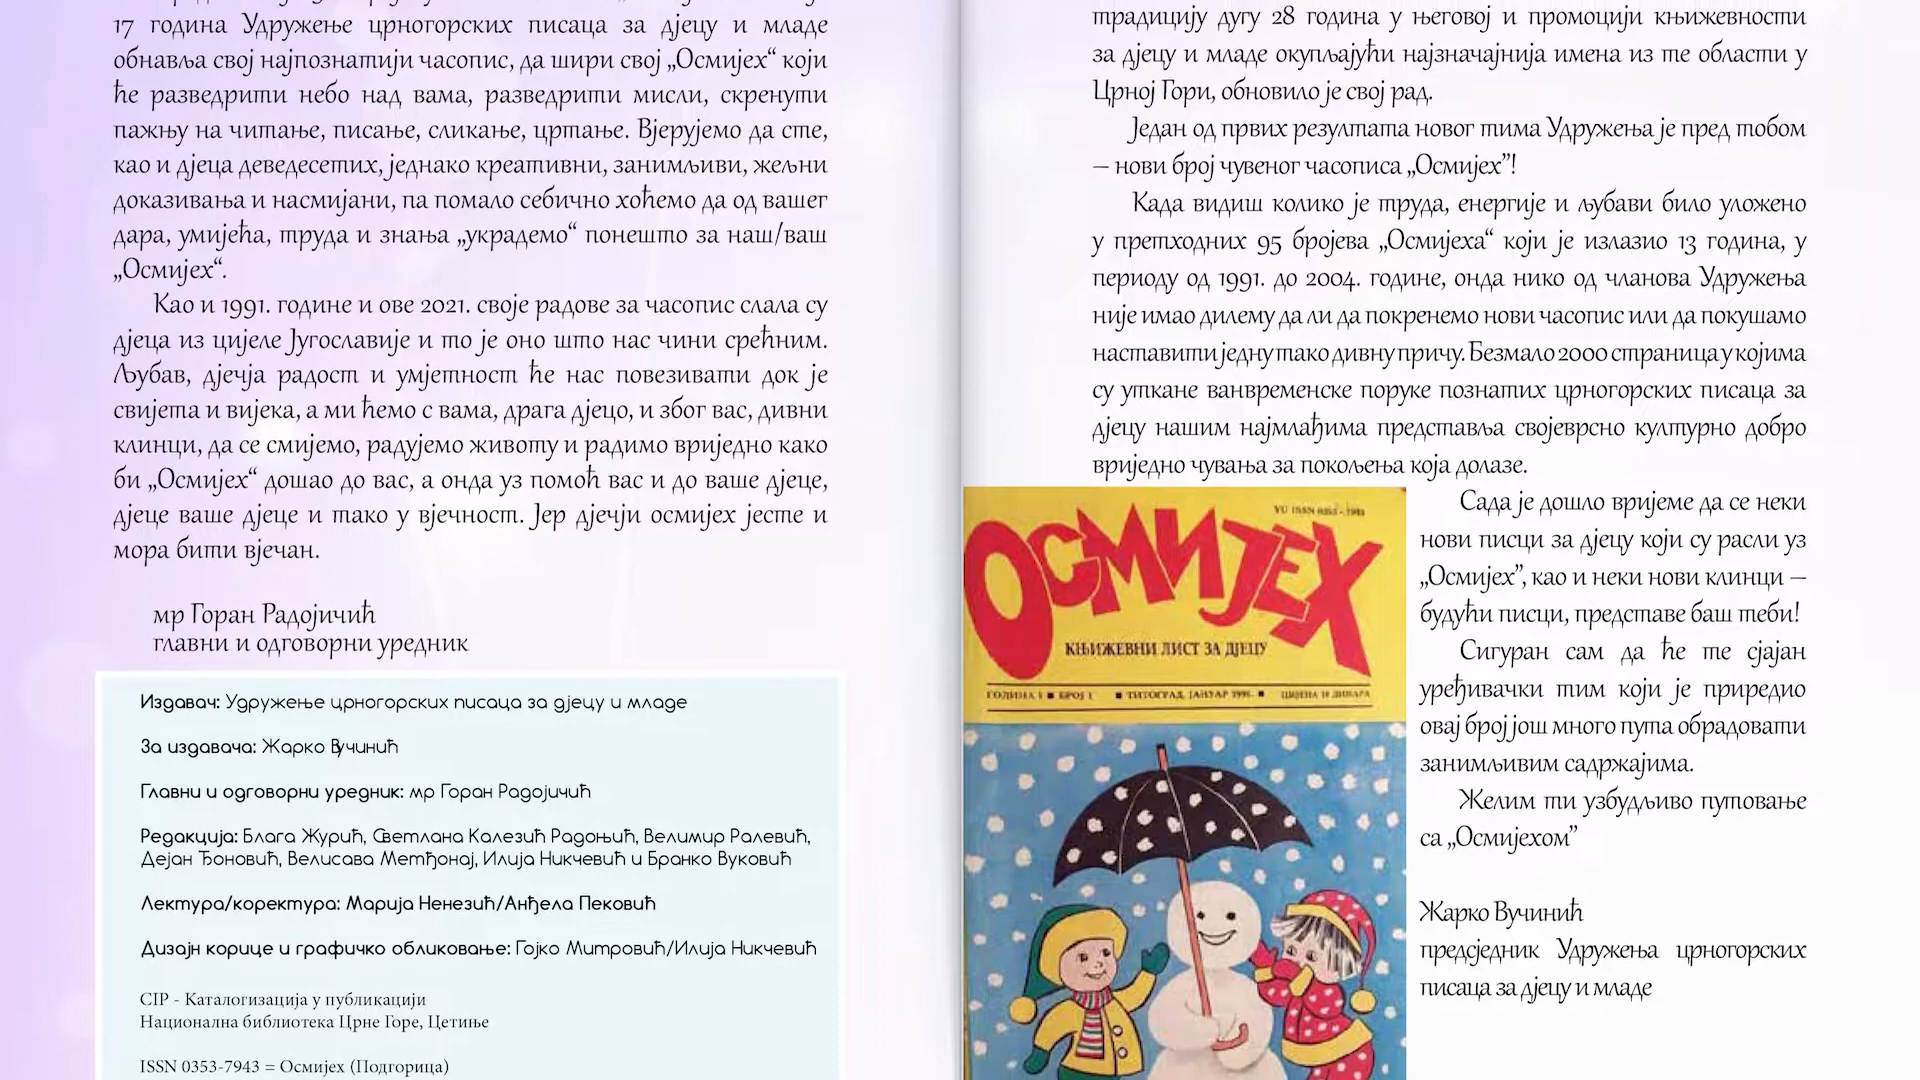 17 година Удружење црногорских писаца за дјецу и младе
обнавља свој најпознатији часопис, да шири свој „Осмијех“ који
ће разведрити небо над вама, разведрити мисли, скренути
пажњу на читање, писање, сликање, цртање. Вјерујемо да сте,
као и дјеца деведесетих, једнако креативни, занимљиви, жељни
доказивања и насмијани, па помало себично хоћемо да од вашег
дара, умијећа, труда и знања „украдемо“ понешто за наш/ваш
„Осмијех“.
Као и 1991. године и ове 2021. своје радове за часопис слала су
дјеца из цијеле Југославије и то је оно што нас чини срећним.
Љубав, дјечја радост и умјетност ће нас повезивати док је
свијета и вијека, а ми ћемо с вама, драга дјецо, и због вас, дивни
клинци, да се смијемо, радујемо животу и радимо вриједно како
би „Осмијех“ дошао до вас, а онда уз помоћ вас и до ваше дјеце,
дјеце ваше дјеце и тако у вјечност. Јер дјечји осмијех јесте и
мора бити вјечан.
мр Горан Радојичић
главни и одговорни уредник
Издавач: Удружење црногорских писаца за дјецу и младе
За издавача: Жарко Вучинић
Главни и одговорни уредник: мр Горан Радојичић
Редакција: Блага Журић, Светлана Калезић Радоњић, Велимир Ралевић,
Дејан Ђоновић, Велисава Метђонај, Илија Никчевић и Бранко Вуковић
Лектура/коректура: Марија Ненезић/Анђела Пековић
Дизајн корице и графичко обликовање: Гојко Митровић/Илија Никчевић
CIP - Каталогизација у публикацији
Национална библиотека Црне Горе, Цетиње
ISSN 0353-7943 = Осмијех (Подгорица)
традицију дугу 28 година у његовој и промоцији књижевности
за дјецу и младе окупљајући најзначајнија имена из те области у
Црној Гори, обновило је свој рад.
Један од првих резултата новог тима Удружења је пред тобом
– нови број чувеног часописа „Осмијех”!
Када видиш колико је труда, енергије и љубави било уложено
у претходних 95 бројева „Осмијеха“ који је излазио 13 година, у
периоду од 1991. до 2004. године, онда нико од чланова Удружења
није имао дилему да ли да покренемо нови часопис или да покушамо
наставити једну тако дивну причу. Безмало 2000 страница у којима
су уткане ванвременске поруке познатих црногорских писаца за
дјецу нашим најмлађима представља својеврсно културно добро
вриједно чувања за покољења која долазе.
Сада је дошло вријеме да се неки
нови писци за дјецу који су расли уз
„Осмијех”, као и неки нови клинци –
будући писци, представе баш теби!
Сигуран сам да ће те сјајан
уређивачки тим који је приредио
овај број још много пута обрадовати
занимљивим садржајима.
Желим ти узбудљиво путовање
са „Осмијехом”
Жарко Вучинић
предсједник Удружења црногорских
писаца за дјецу и младе
YU ISSN 0353 -
ОСМИЈЕХ
КЊИЖЕВНИ ЛИСТ ЗА ДЈЕЦУ
ГОДИНА ■ БРОЈ 1 ■ ТИТОГРАД, ЈАНУАР ■ ЦИЈЕНА 10 ДИНАРА